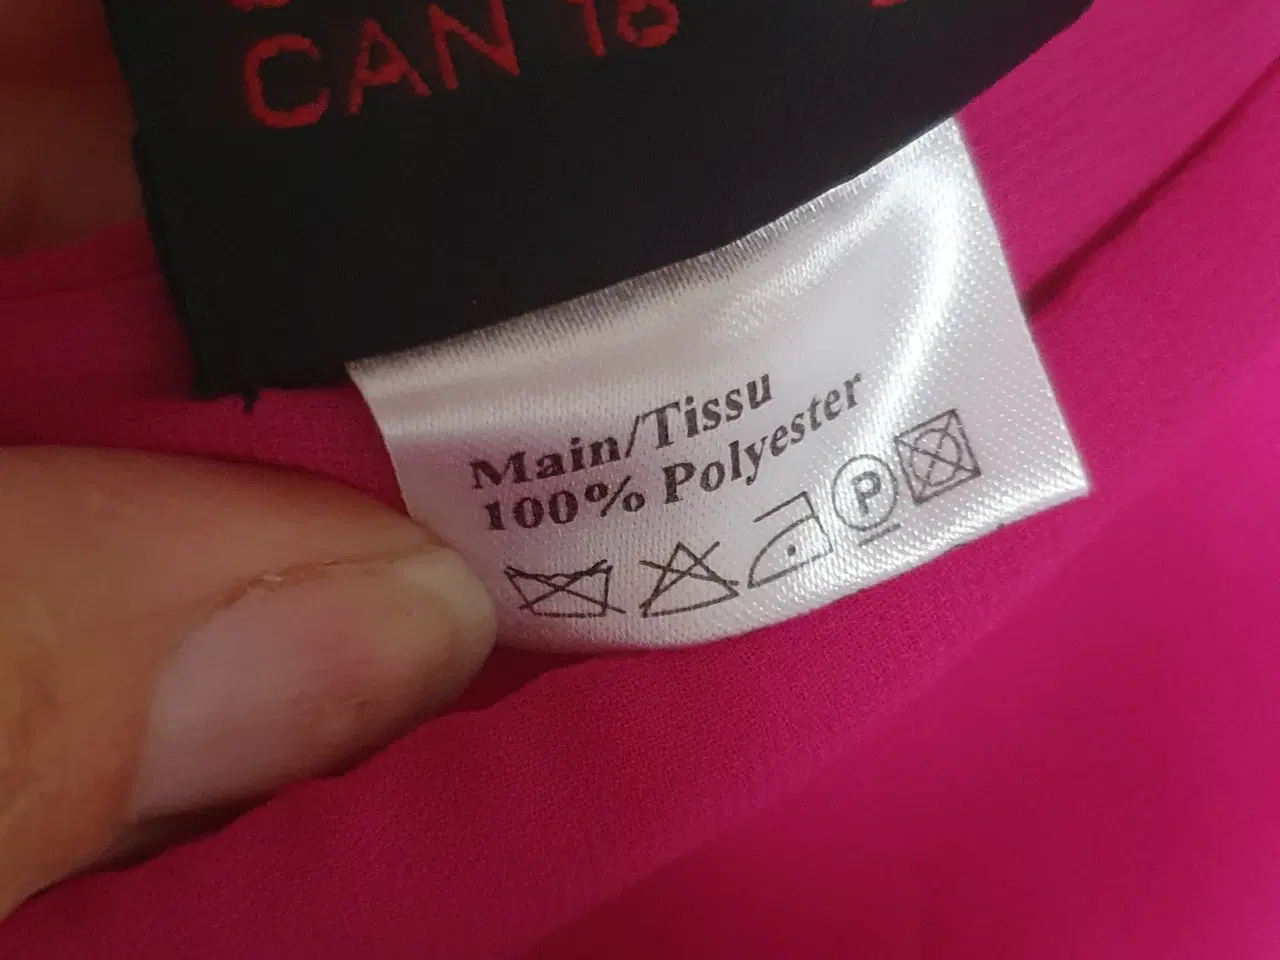 CAN 16
Main/Tissu
100% Polyester
P